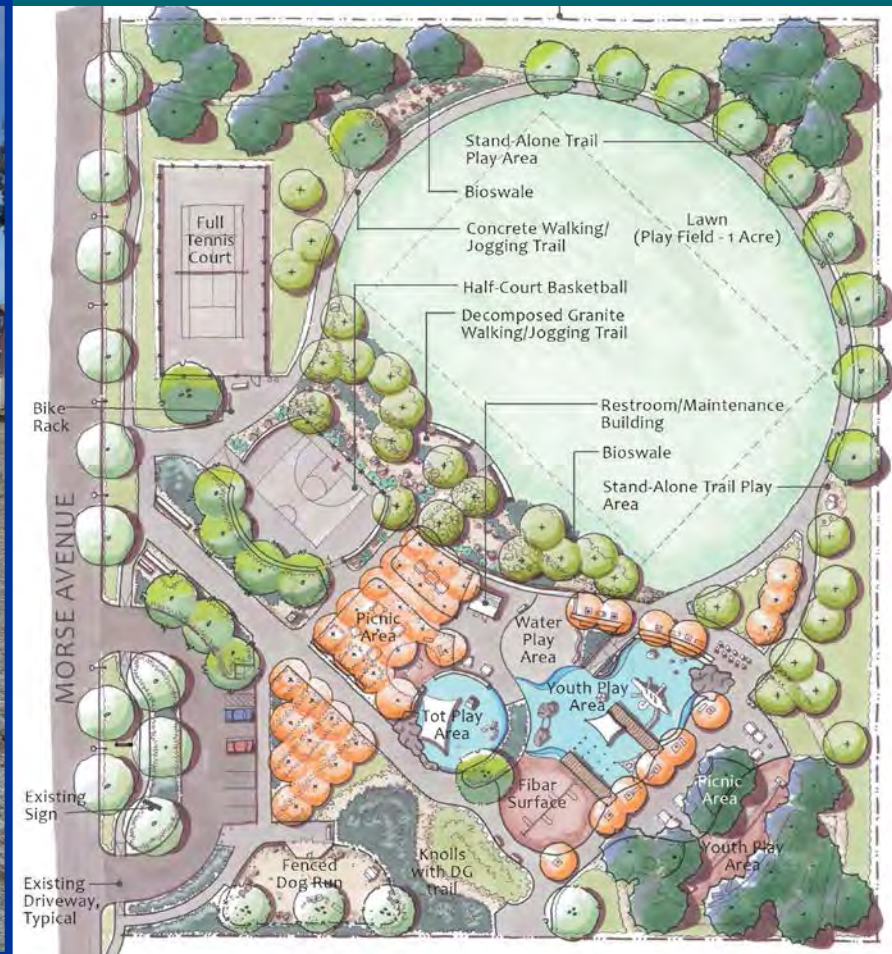 Stand-Alone Trail
Play Area
Bioswale
Lawn
(Play Field - 1 Acre)
Full
Tennis
Court
Concrete Walking/
Jogging Trail
Half-Court Basketball
Decomposed Granite
Walking/Jogging Trail
Bike
Rack
Restroom/Maintenance
Building
Bioswale
Stand-Alone Trail Play
Area
MORSE AVENUE
Picnic
Area
Water
Play
Area
Youth Play
Area
Tot Play
Area
Existing
Sign
Fibar
Surface
Picnic
Area
Youth Play
Area
Fenced
Dog Run
Knolls
with DG
trail
Existing
Driveway,
Typical